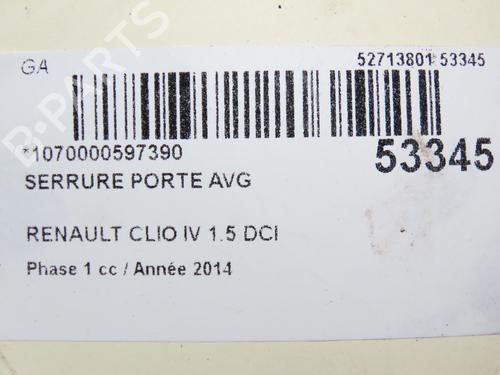 GA
52713801 53345
*1070000597390
53345
SERRURE PORTE AVG
RENAULT CLIO IV 1.5 DCI
Phase 1 cc / Année 2014
B-PARTS